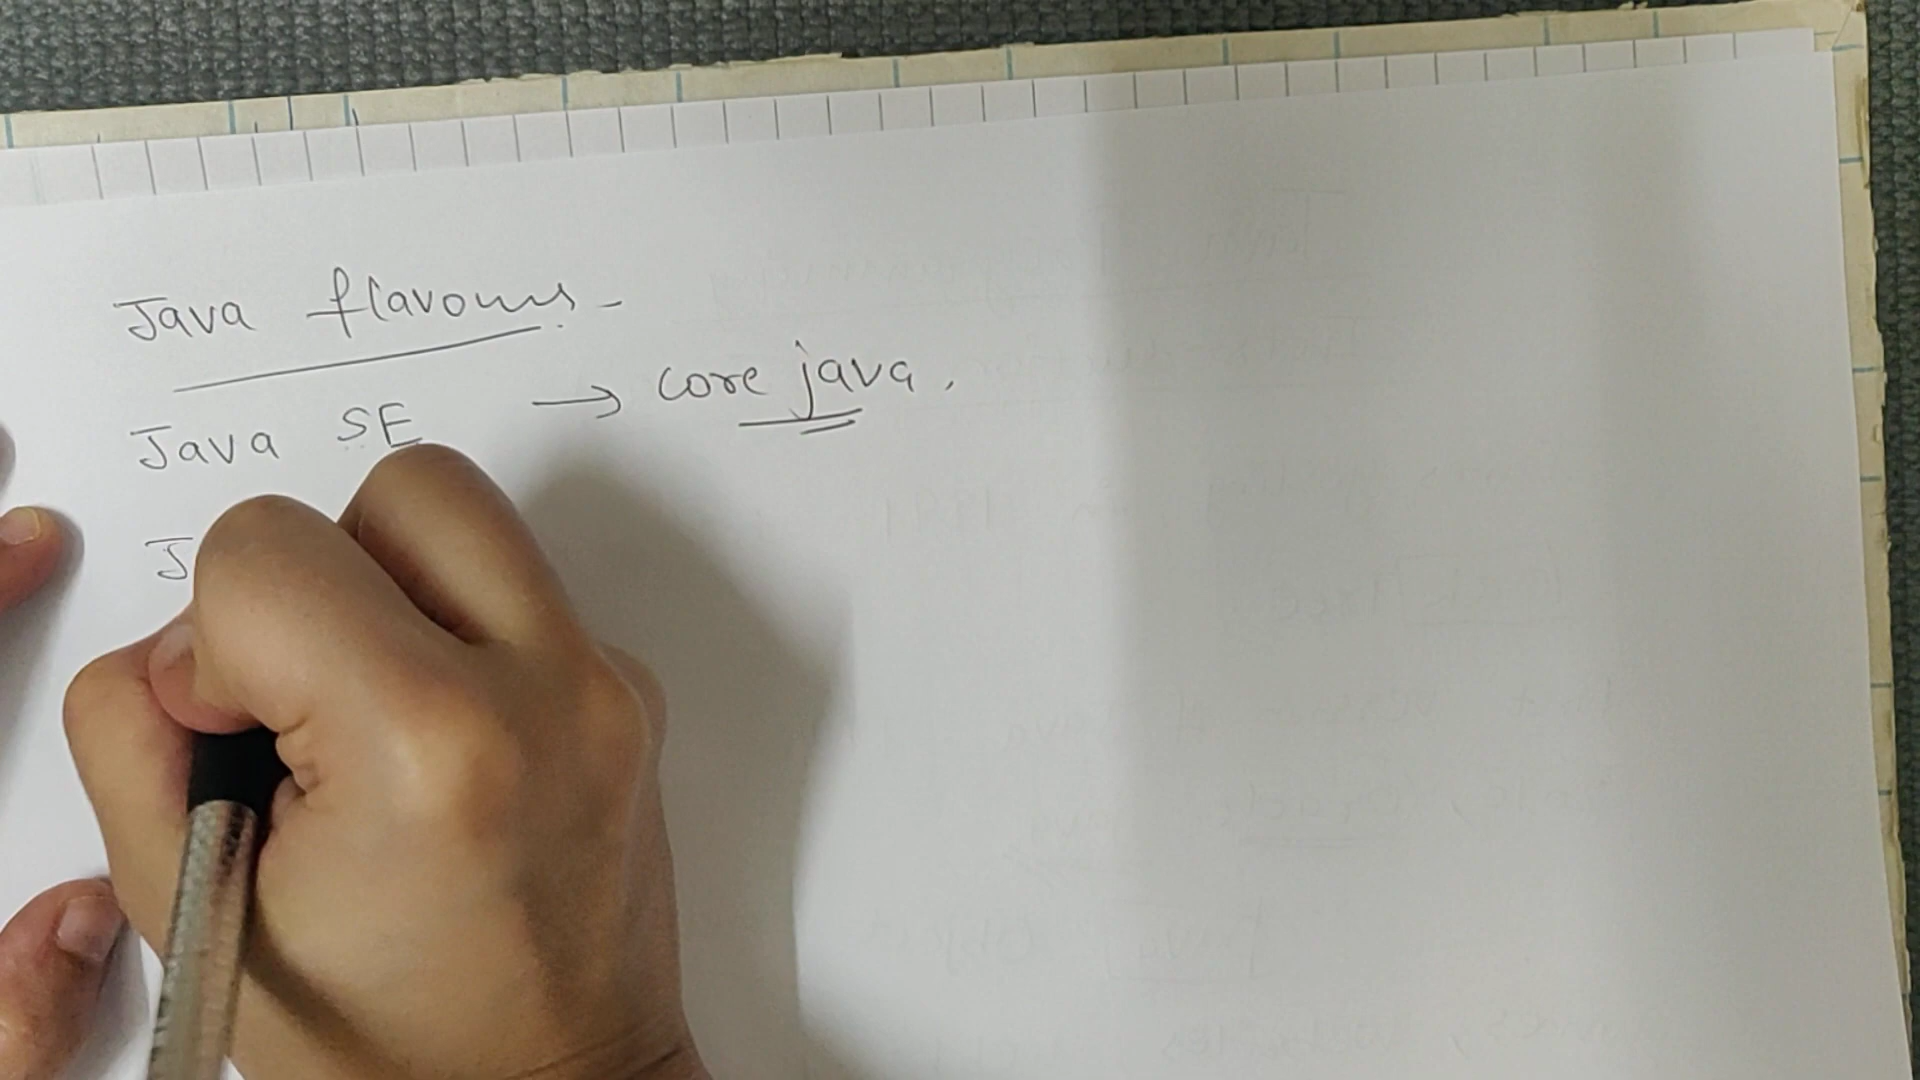 Java flavours -
Java SE → core java.
J